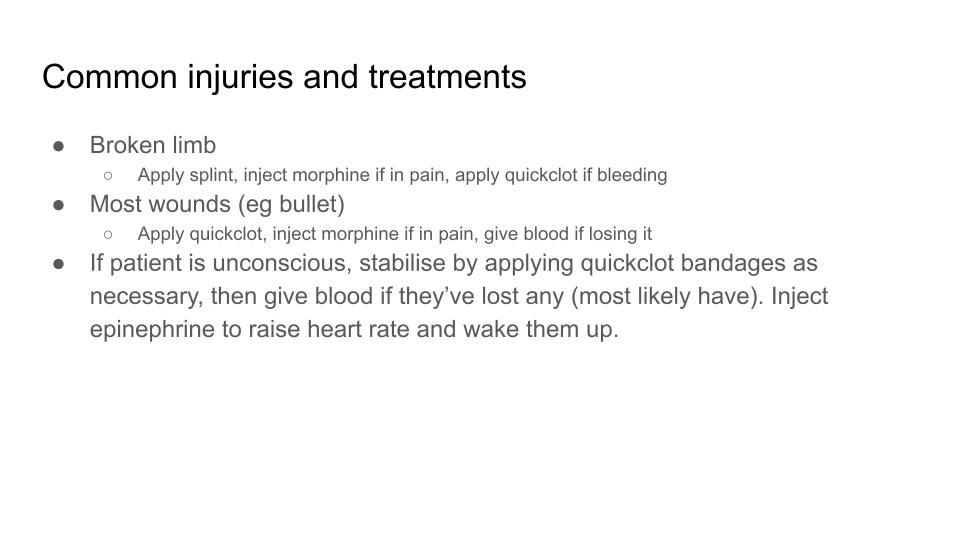 Common injuries and treatments
● Broken limb
○ Apply splint, inject morphine if in pain, apply quickclot if bleeding
● Most wounds (eg bullet)
○ Apply quickclot, inject morphine if in pain, give blood if losing it
● If patient is unconscious, stabilise by applying quickclot bandages as
necessary, then give blood if they’ve lost any (most likely have). Inject
epinephrine to raise heart rate and wake them up.